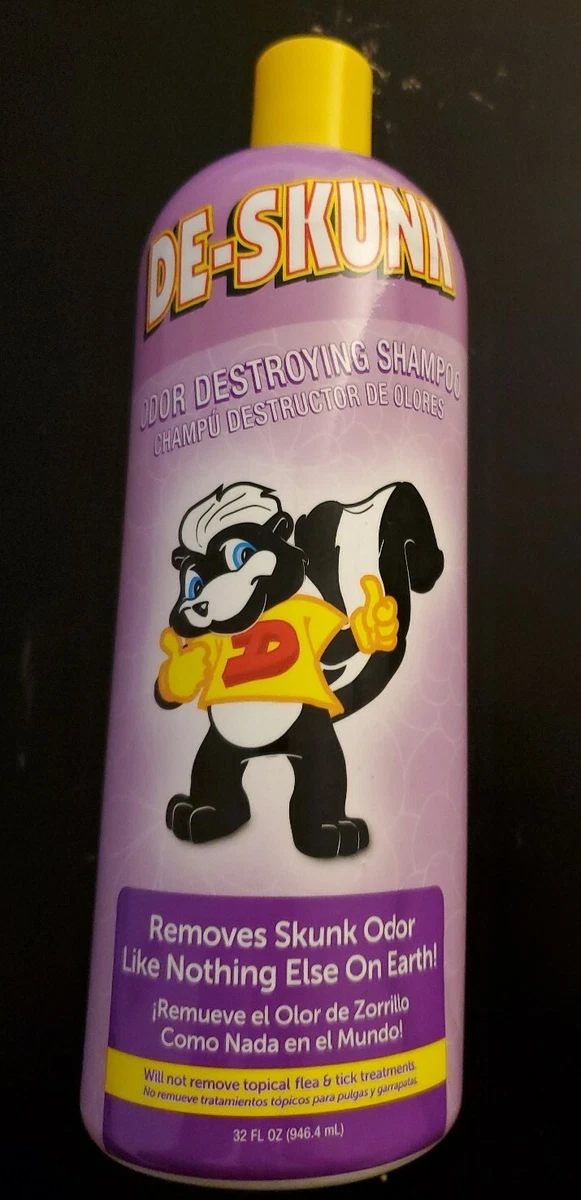 DE-SKUNK
ODOR DESTROYING SHAMPOO
CHAMPÚ DESTRUCTOR DE OLORES
D
Removes Skunk Odor
Like Nothing Else On Earth!
¡Remueve el Olor de Zorrillo
Como Nada en el Mundo!
Will not remove topical flea & tick treatments.
No remueve tratamientos tópicos para pulgas y garrapatas.
32 FL OZ (946.4 mL)